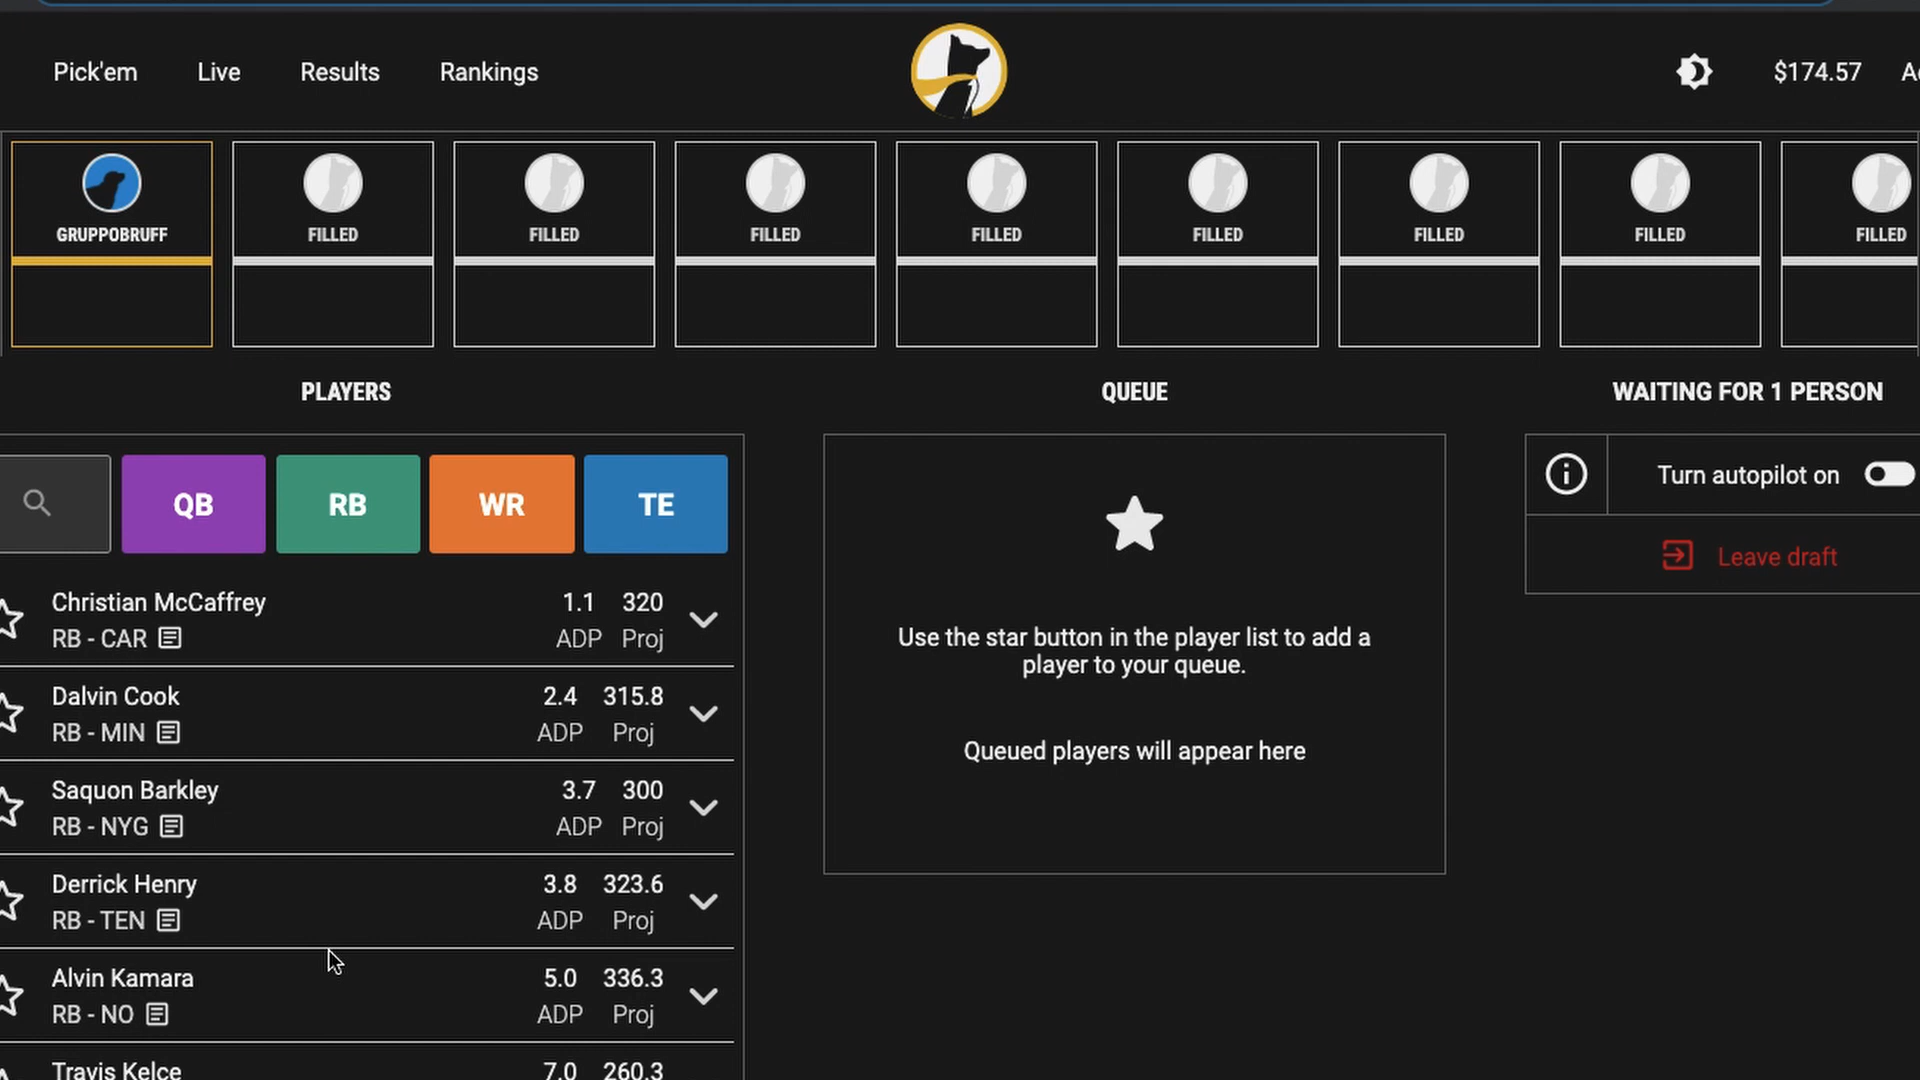 Pick'em Live Results Rankings $174.57
GRUPPOBRUFF FILLED FILLED FILLED FILLED FILLED FILLED FILLED FILLED
PLAYERS QUEUE WAITING FOR 1 PERSON
QB RB WR TE
Turn autopilot on
Leave draft
Christian McCaffrey 1.1 320
RB - CAR ADP Proj
Dalvin Cook 2.4 315.8
RB - MIN ADP Proj
Saquon Barkley 3.7 300
RB - NYG ADP Proj
Derrick Henry 3.8 323.6
RB - TEN ADP Proj
Alvin Kamara 5.0 336.3
RB - NO ADP Proj
Travis Kelce 7.0 260.3
Use the star button in the player list to add a
player to your queue.
Queued players will appear here